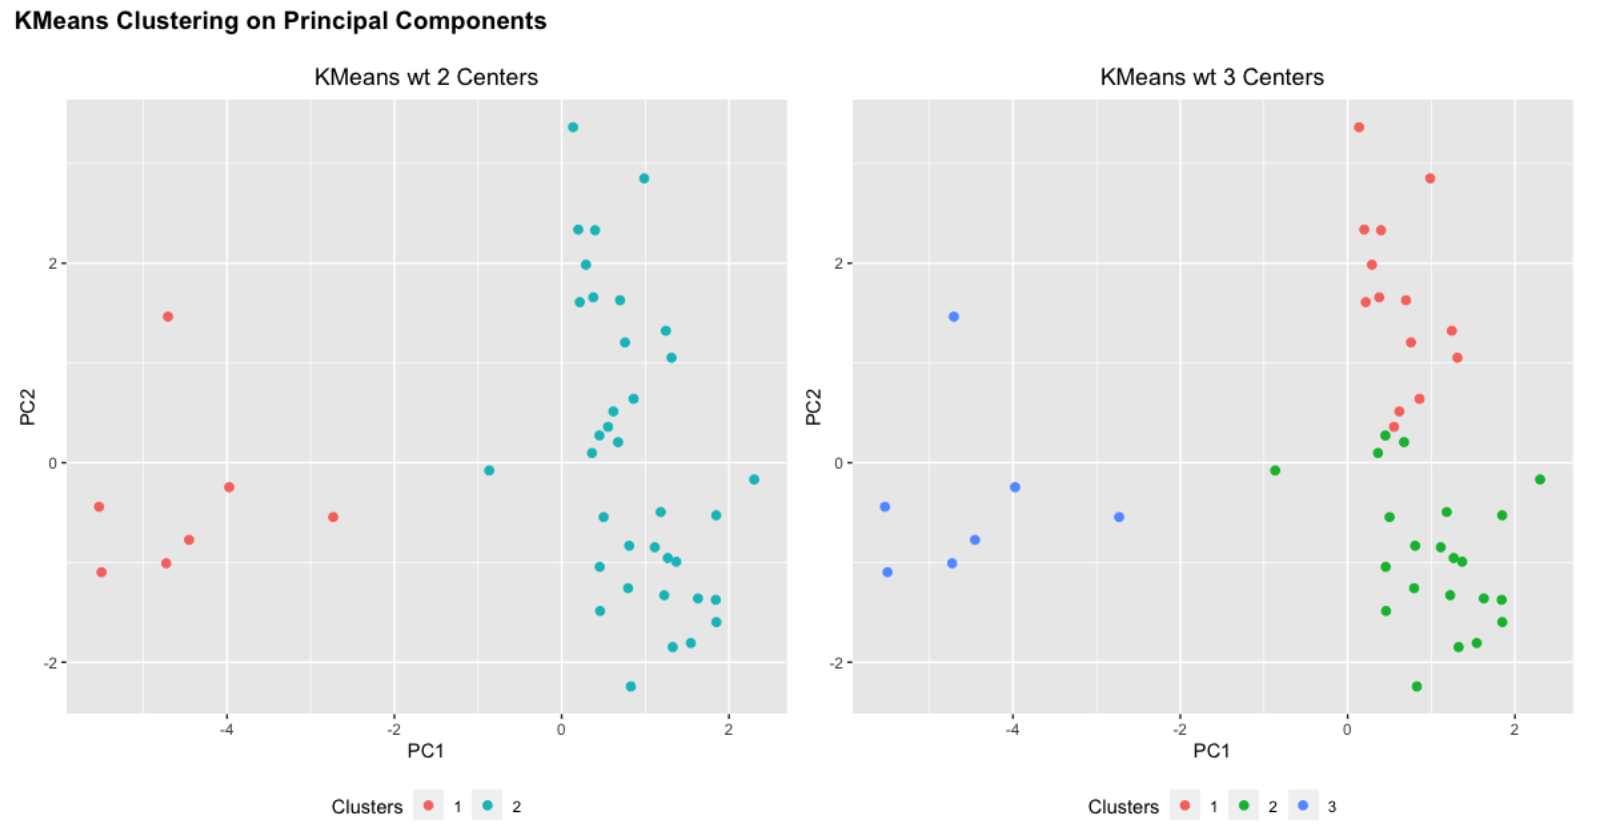 KMeans Clustering on Principal Components
KMeans wt 2 Centers
2
0
-2
PC2
-4 -2 0 2
PC1
Clusters 1 2
KMeans wt 3 Centers
2
0
-2
PC2
-4 -2 0 2
PC1
Clusters 1 2 3